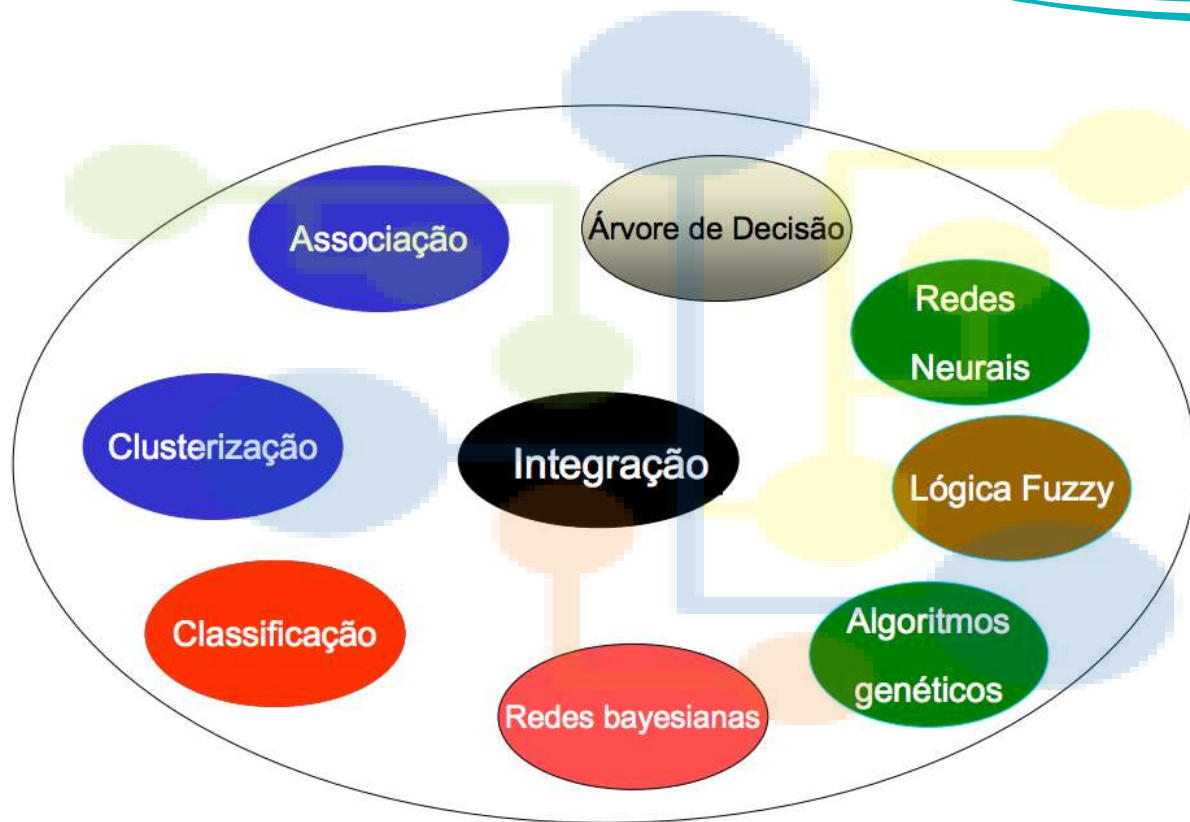 Associação
Árvore de Decisão
Redes
Neurais
Clusterização
Integração
Lógica Fuzzy
Classificação
Algoritmos
genéticos
Redes bayesianas